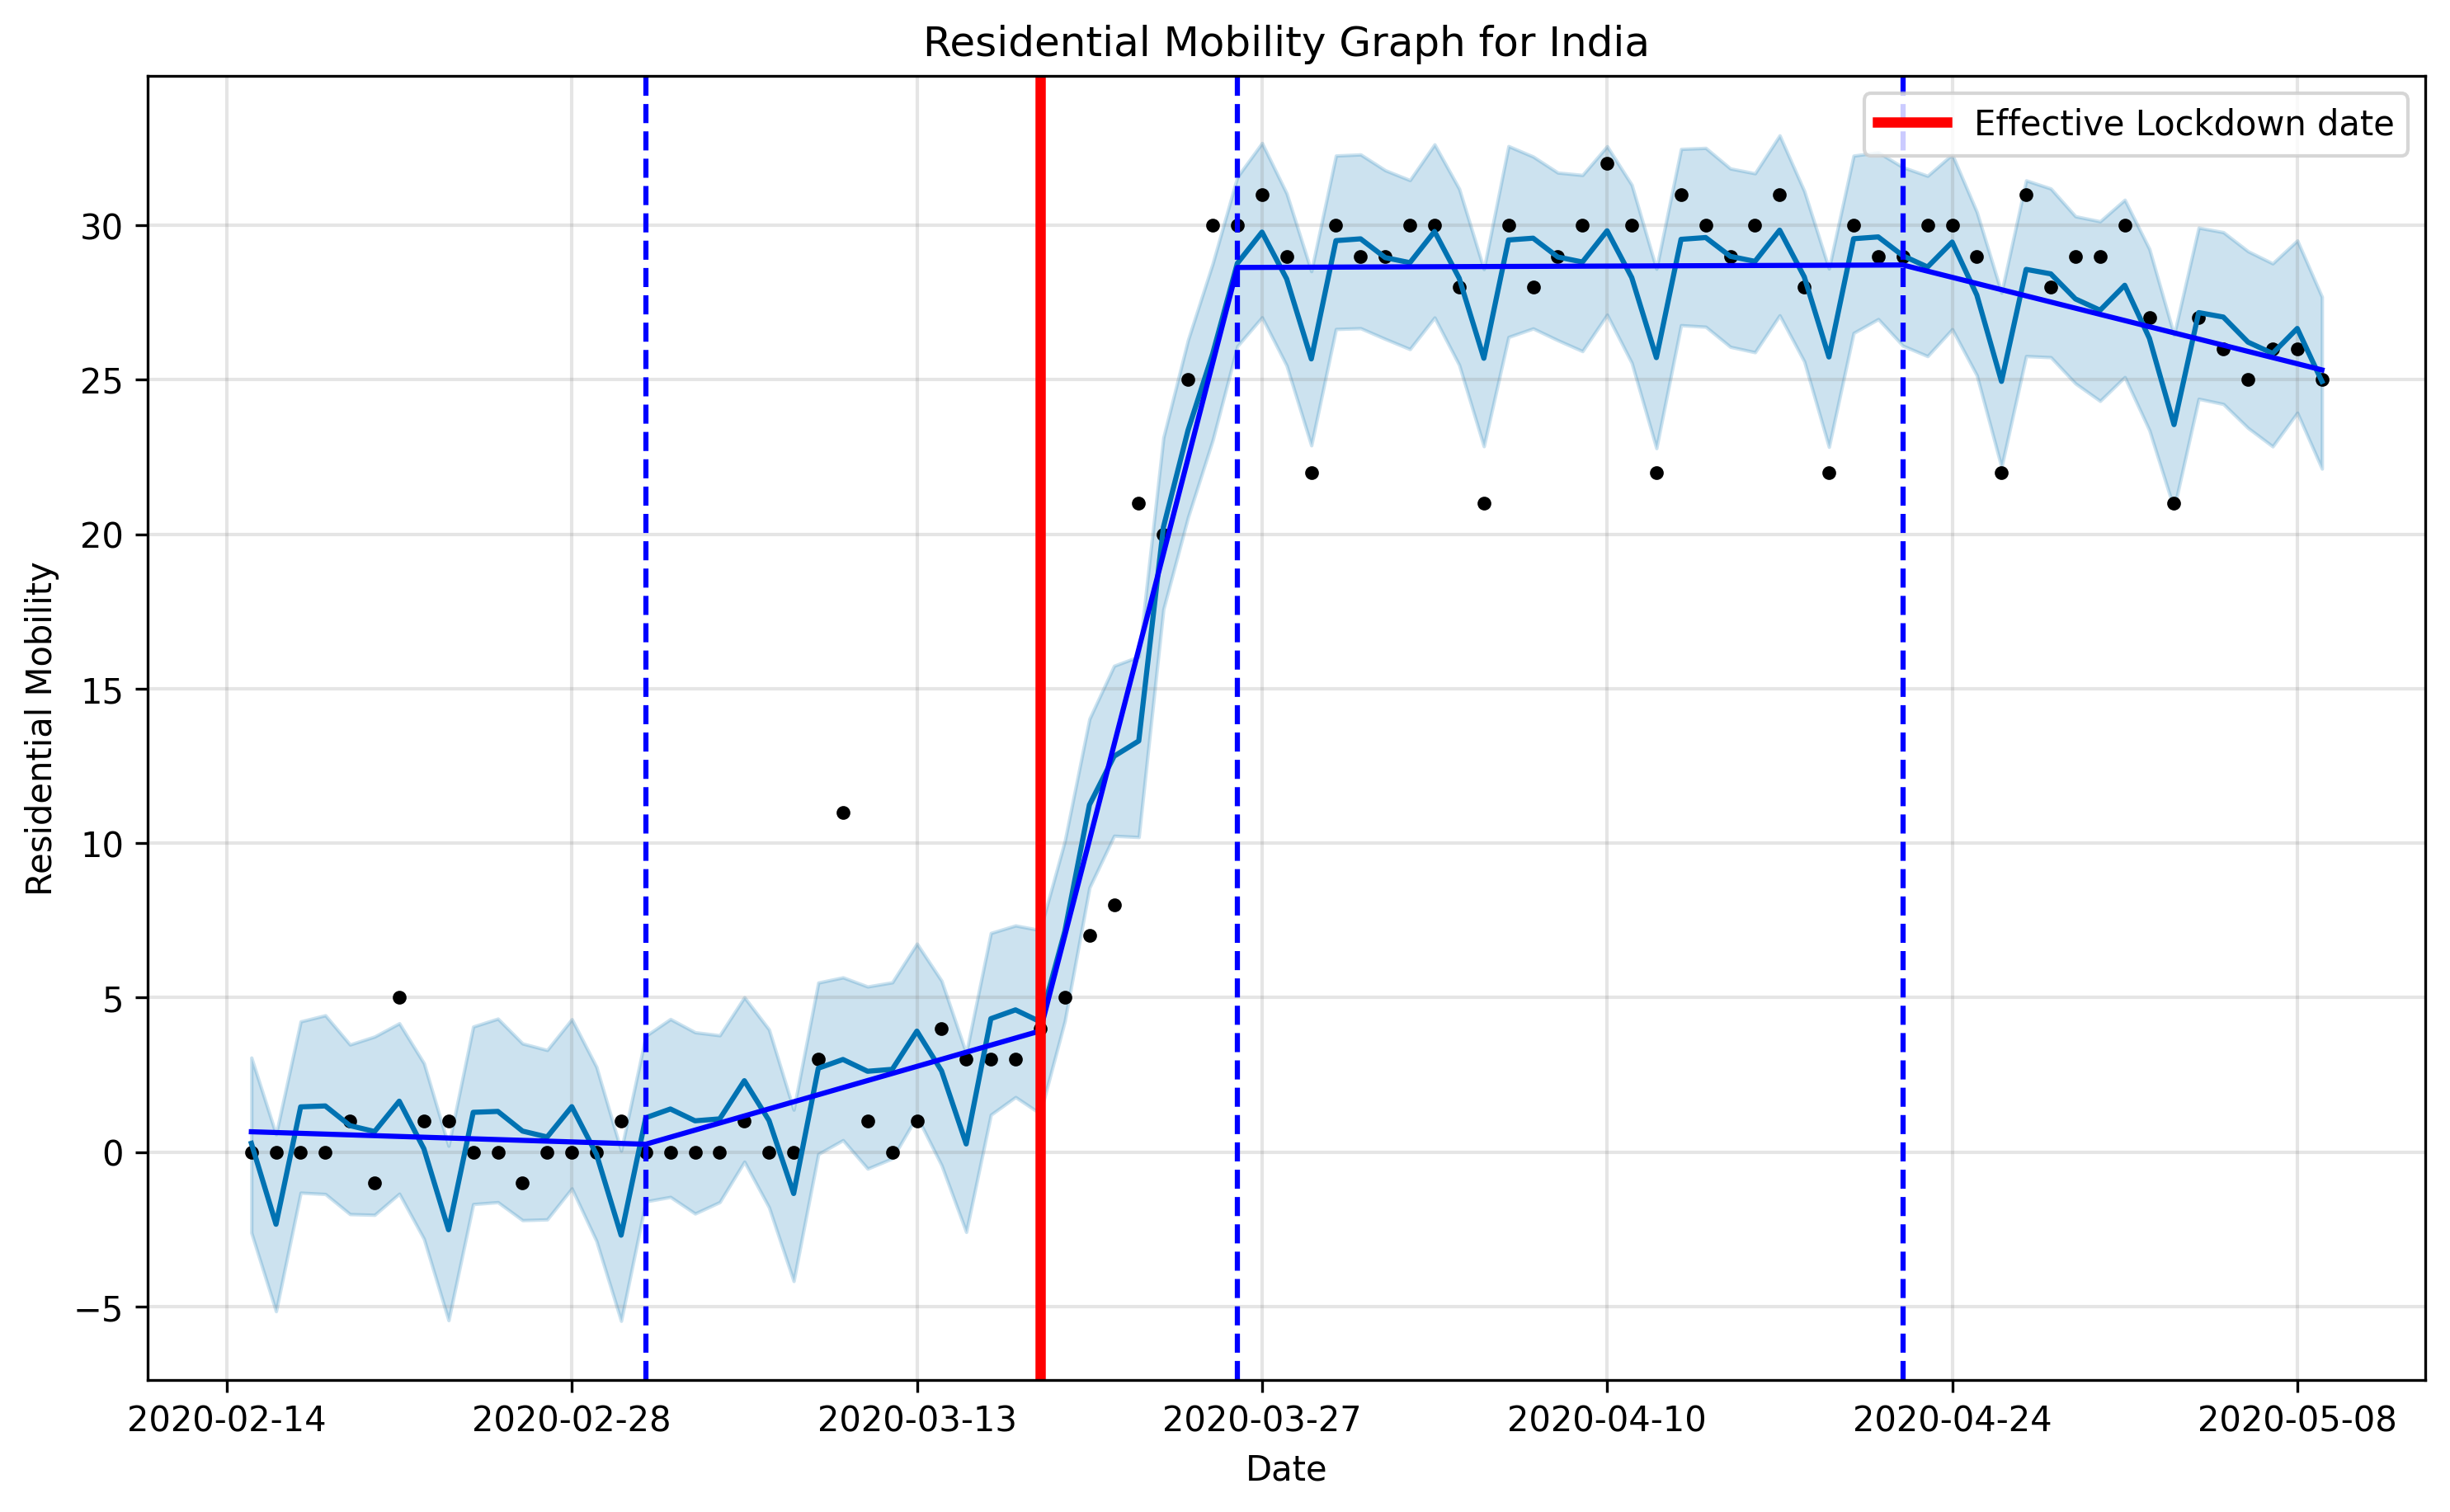 Residential Mobility Graph for India
Effective Lockdown date
Residential Mobility
30
25
20
15
10
5
0
−5
2020-02-14 2020-02-28 2020-03-13 2020-03-27 2020-04-10 2020-04-24 2020-05-08
Date